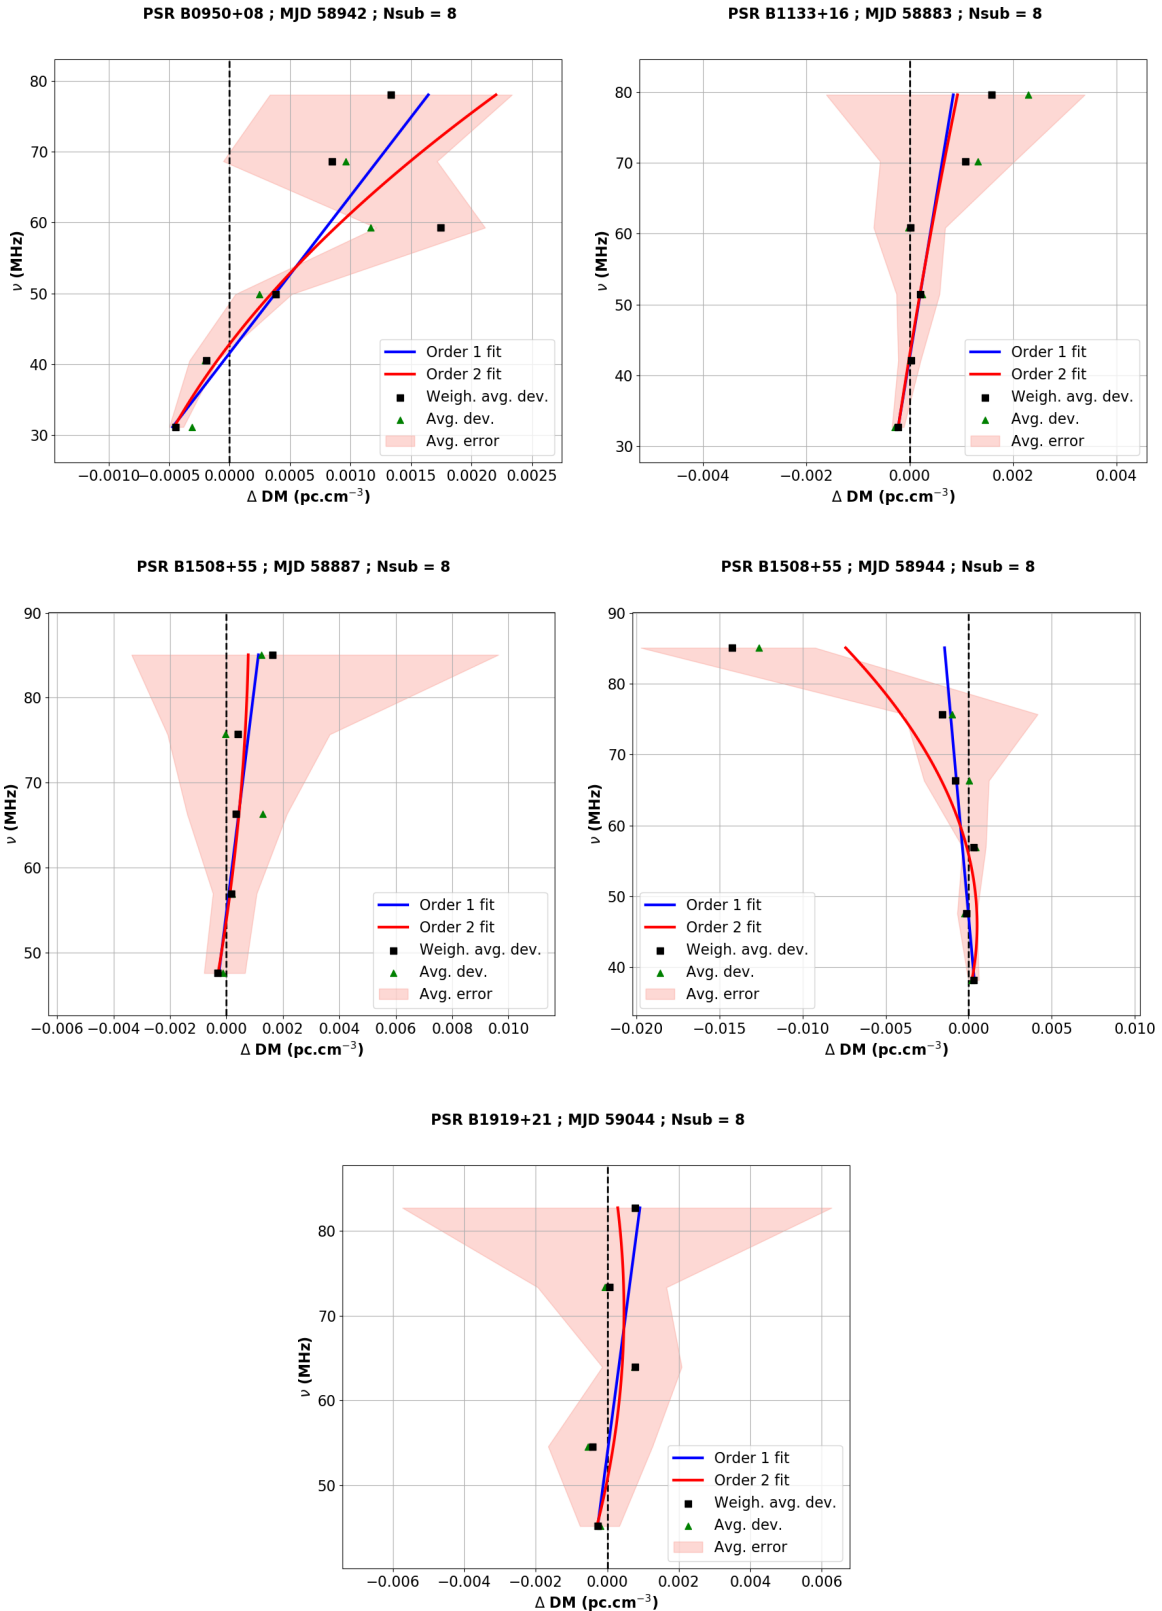 PSR B0950+08 ; MJD 58942 ; Nsub = 8
80
70
60
50
40
30
ν (MHz)
Order 1 fit
Order 2 fit
Weigh. avg. dev.
Avg. dev.
Avg. error
−0.0010 −0.0005 0.0000 0.0005 0.0010 0.0015 0.0020 0.0025
Δ DM (pc.cm⁻³)
PSR B1133+16 ; MJD 58883 ; Nsub = 8
80
70
60
50
40
30
ν (MHz)
Order 1 fit
Order 2 fit
Weigh. avg. dev.
Avg. dev.
Avg. error
−0.004 −0.002 0.000 0.002 0.004
Δ DM (pc.cm⁻³)
PSR B1508+55 ; MJD 58887 ; Nsub = 8
90
80
70
60
50
ν (MHz)
Order 1 fit
Order 2 fit
Weigh. avg. dev.
Avg. dev.
Avg. error
−0.006 −0.004 −0.002 0.000 0.002 0.004 0.006 0.008 0.010
Δ DM (pc.cm⁻³)
PSR B1508+55 ; MJD 58944 ; Nsub = 8
90
80
70
60
50
40
ν (MHz)
Order 1 fit
Order 2 fit
Weigh. avg. dev.
Avg. dev.
Avg. error
−0.020 −0.015 −0.010 −0.005 0.000 0.005 0.010
Δ DM (pc.cm⁻³)
PSR B1919+21 ; MJD 59044 ; Nsub = 8
80
70
60
50
ν (MHz)
Order 1 fit
Order 2 fit
Weigh. avg. dev.
Avg. dev.
Avg. error
−0.006 −0.004 −0.002 0.000 0.002 0.004 0.006
Δ DM (pc.cm⁻³)